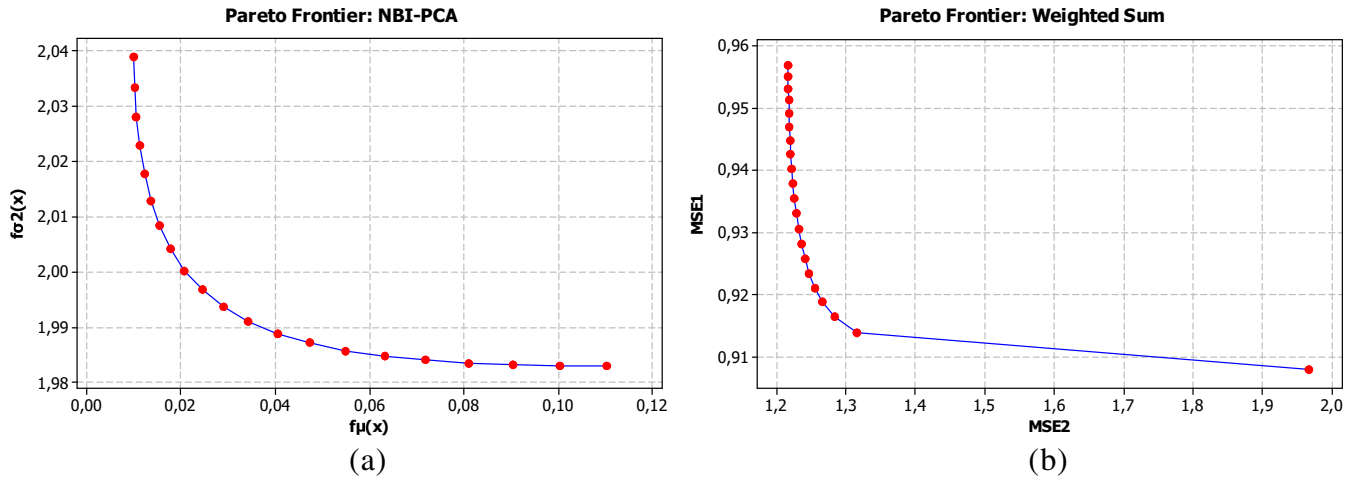 Pareto Frontier: NBI-PCA
2,04
2,03
2,02
2,01
2,00
1,99
1,98
fσ2(x)
0,00 0,02 0,04 0,06 0,08 0,10 0,12
fμ(x)
(a)
Pareto Frontier: Weighted Sum
0,96
0,95
0,94
0,93
0,92
0,91
MSE1
1,2 1,3 1,4 1,5 1,6 1,7 1,8 1,9 2,0
MSE2
(b)